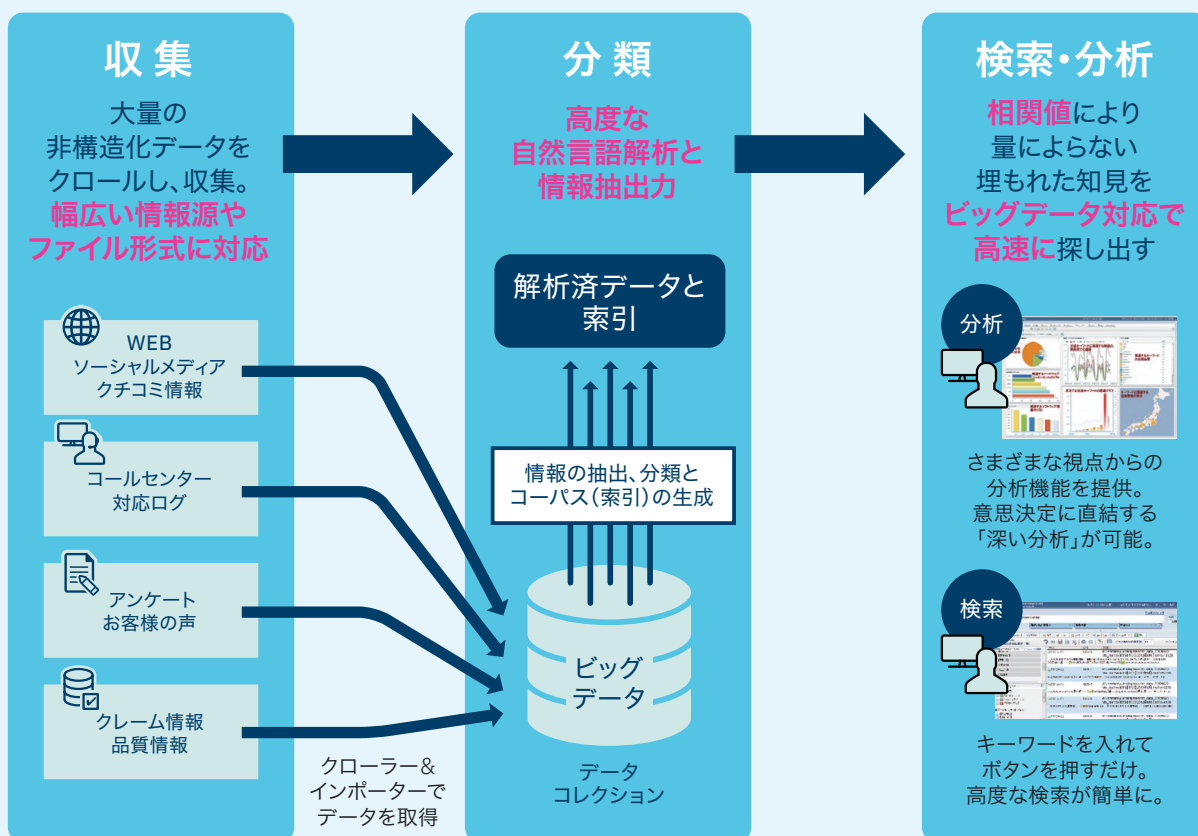 収集
大量の
非構造化データを
クロールし、収集。
幅広い情報源や
ファイル形式に対応
WEB
ソーシャルメディア
クチコミ情報
コールセンター
対応ログ
アンケート
お客様の声
クレーム情報
品質情報
クローラー＆
インポーターで
データを取得
分類
高度な
自然言語解析と
情報抽出力
解析済データと
索引
情報の抽出、分類と
コーパス（索引）の生成
ビッグ
データ
データ
コレクション
検索・分析
相関値により
量によらない
埋もれた知見を
ビッグデータ対応で
高速に探し出す
分析
さまざまな視点からの
分析機能を提供。
意思決定に直結する
「深い分析」が可能。
検索
キーワードを入れて
ボタンを押すだけ。
高度な検索が簡単に。